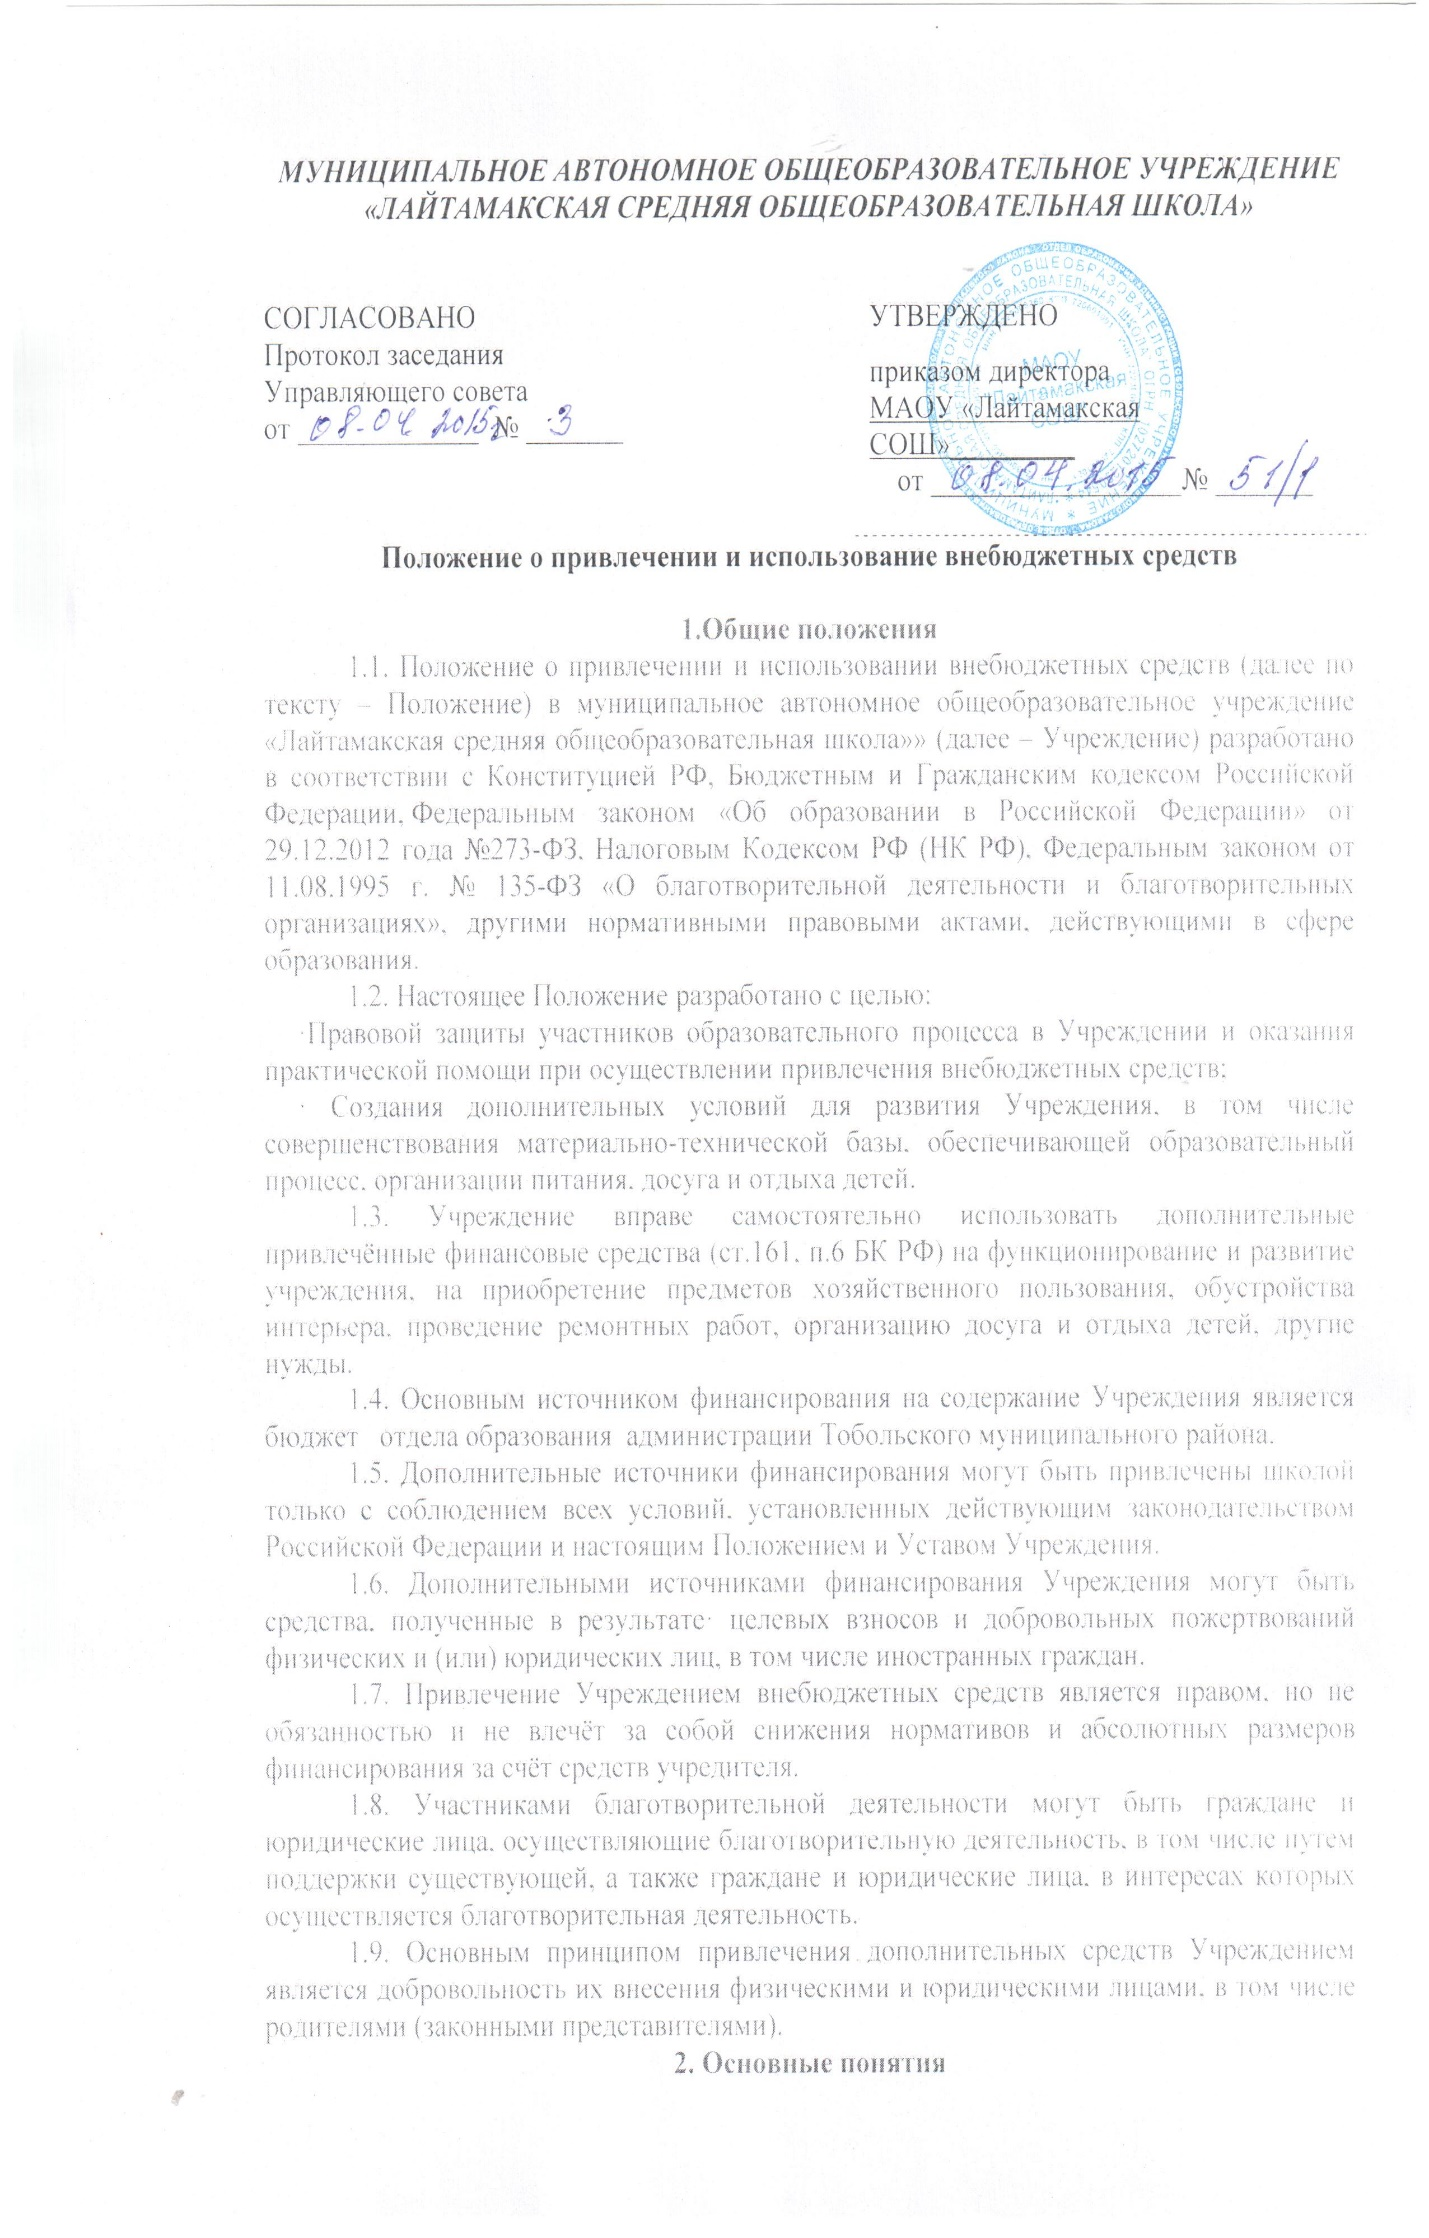 МУНИЦИПАЛЬНОЕ АВТОНОМНОЕ ОБЩЕОБРАЗОВАТЕЛЬНОЕ УЧРЕЖДЕНИЕ
«ЛАЙТАМАКСКАЯ СРЕДНЯЯ ОБЩЕОБРАЗОВАТЕЛЬНАЯ ШКОЛА»
СОГЛАСОВАНО
Протокол заседания
Управляющего совета
от 08.04 2015 № 3
УТВЕРЖДЕНО
приказом директора
МАОУ «Лайтамакская
СОШ»
от 08.04.2015 № 51/1
МАОУ
"Лайтамакская
СОШ"
Положение о привлечении и использование внебюджетных средств
1.Общие положения
1.1. Положение о привлечении и использовании внебюджетных средств (далее по
тексту – Положение) в муниципальное автономное общеобразовательное учреждение
«Лайтамакская средняя общеобразовательная школа»» (далее – Учреждение) разработано
в соответствии с Конституцией РФ, Бюджетным и Гражданским кодексом Российской
Федерации, Федеральным законом «Об образовании в Российской Федерации» от
29.12.2012 года №273-ФЗ, Налоговым Кодексом РФ (НК РФ), Федеральным законом от
11.08.1995 г. № 135-ФЗ «О благотворительной деятельности и благотворительных
организациях», другими нормативными правовыми актами, действующими в сфере
образования.
1.2. Настоящее Положение разработано с целью:
·Правовой защиты участников образовательного процесса в Учреждении и оказания
практической помощи при осуществлении привлечения внебюджетных средств;
· Создания дополнительных условий для развития Учреждения, в том числе
совершенствования материально-технической базы, обеспечивающей образовательный
процесс, организации питания, досуга и отдыха детей.
1.3. Учреждение вправе самостоятельно использовать дополнительные
привлечённые финансовые средства (ст.161, п.6 БК РФ) на функционирование и развитие
учреждения, на приобретение предметов хозяйственного пользования, обустройства
интерьера, проведение ремонтных работ, организацию досуга и отдыха детей, другие
нужды.
1.4. Основным источником финансирования на содержание Учреждения является
бюджет отдела образования администрации Тобольского муниципального района.
1.5. Дополнительные источники финансирования могут быть привлечены школой
только с соблюдением всех условий, установленных действующим законодательством
Российской Федерации и настоящим Положением и Уставом Учреждения.
1.6. Дополнительными источниками финансирования Учреждения могут быть
средства, полученные в результате· целевых взносов и добровольных пожертвований
физических и (или) юридических лиц, в том числе иностранных граждан.
1.7. Привлечение Учреждением внебюджетных средств является правом, но не
обязанностью и не влечёт за собой снижения нормативов и абсолютных размеров
финансирования за счёт средств учредителя.
1.8. Участниками благотворительной деятельности могут быть граждане и
юридические лица, осуществляющие благотворительную деятельность, в том числе путем
поддержки существующей, а также граждане и юридические лица, в интересах которых
осуществляется благотворительная деятельность.
1.9. Основным принципом привлечения дополнительных средств Учреждением
является добровольность их внесения физическими и юридическими лицами, в том числе
родителями (законными представителями).
2. Основные понятия